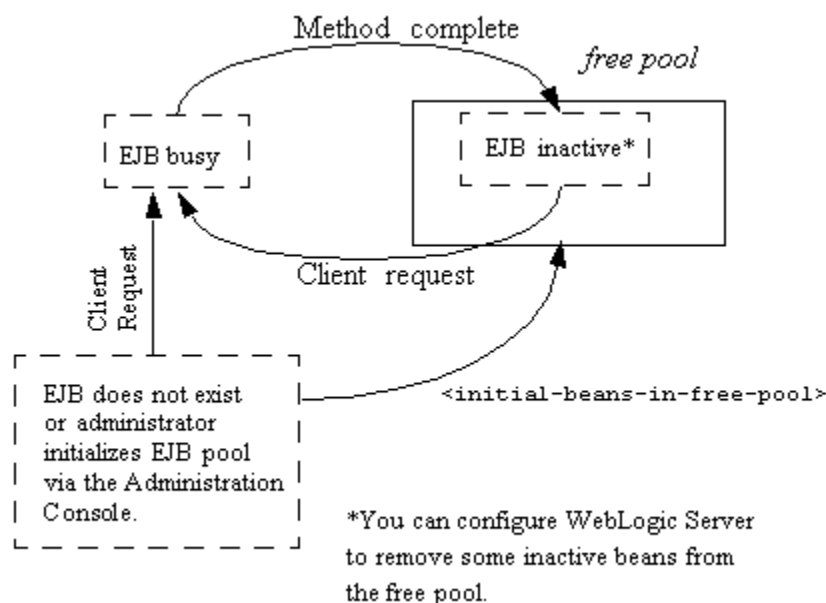 Method complete
free pool
EJB busy
EJB inactive*
Client request
Client
Request
EJB does not exist
or administrator
initializes EJB pool
via the Administration
Console.
<initial-beans-in-free-pool>
*You can configure WebLogic Server
to remove some inactive beans from
the free pool.